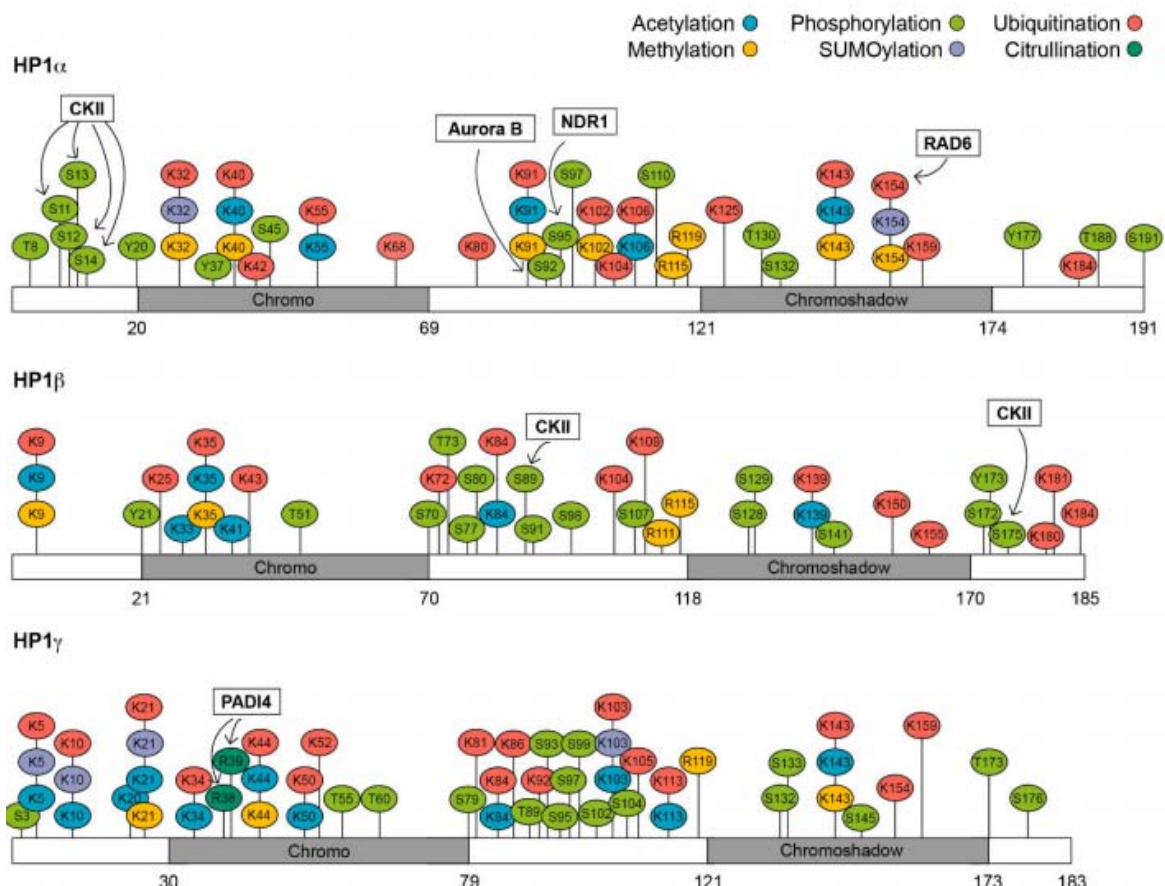 Acetylation Phosphorylation Ubiquitination
Methylation SUMOylation Citrullination
HP1α
CKII
Aurora B
NDR1
RAD6
S13 K32 K40 K91 S97 S110 K143 K154
S11 K32 K40 K55 K91 K102 K106 K125 K143 K154
T8 S12 S14 Y20 K32 Y37 K40 K42 S45 K55 K68 K80 K91 S92 S95 K102 K104 K106 R115 R119 T130 S132 K143 K154 K159 Y177 K184 T188 S191
Chromo Chromoshadow
20 69 121 174 191
HP1β
CKII
CKII
K9 K35 T73 K84 K109
K9 K25 K35 K43 K72 S80 S89 K104 S129 K139 Y173 K181
K9 Y21 K33 K35 K41 T51 S70 S77 K84 S91 S98 S107 R111 R115 S128 K139 S141 K150 K155 S172 S175 K180 K184
Chromo Chromoshadow
21 70 118 170 185
HP1γ
PADI4
K21 K103
K5 K10 K21 K44 K52 K81 K86 S93 S99 K103 K143 K159
K5 K10 K21 K34 R39 K44 K50 K84 K92 S97 K103 K105 K113 R119 S133 K143 K154 T173
S3 K5 K10 K20 K21 K34 R38 K44 K50 T55 T60 S79 K84 T89 S95 S102 S104 K113 S132 K143 S145 S176
Chromo Chromoshadow
30 79 121 173 183